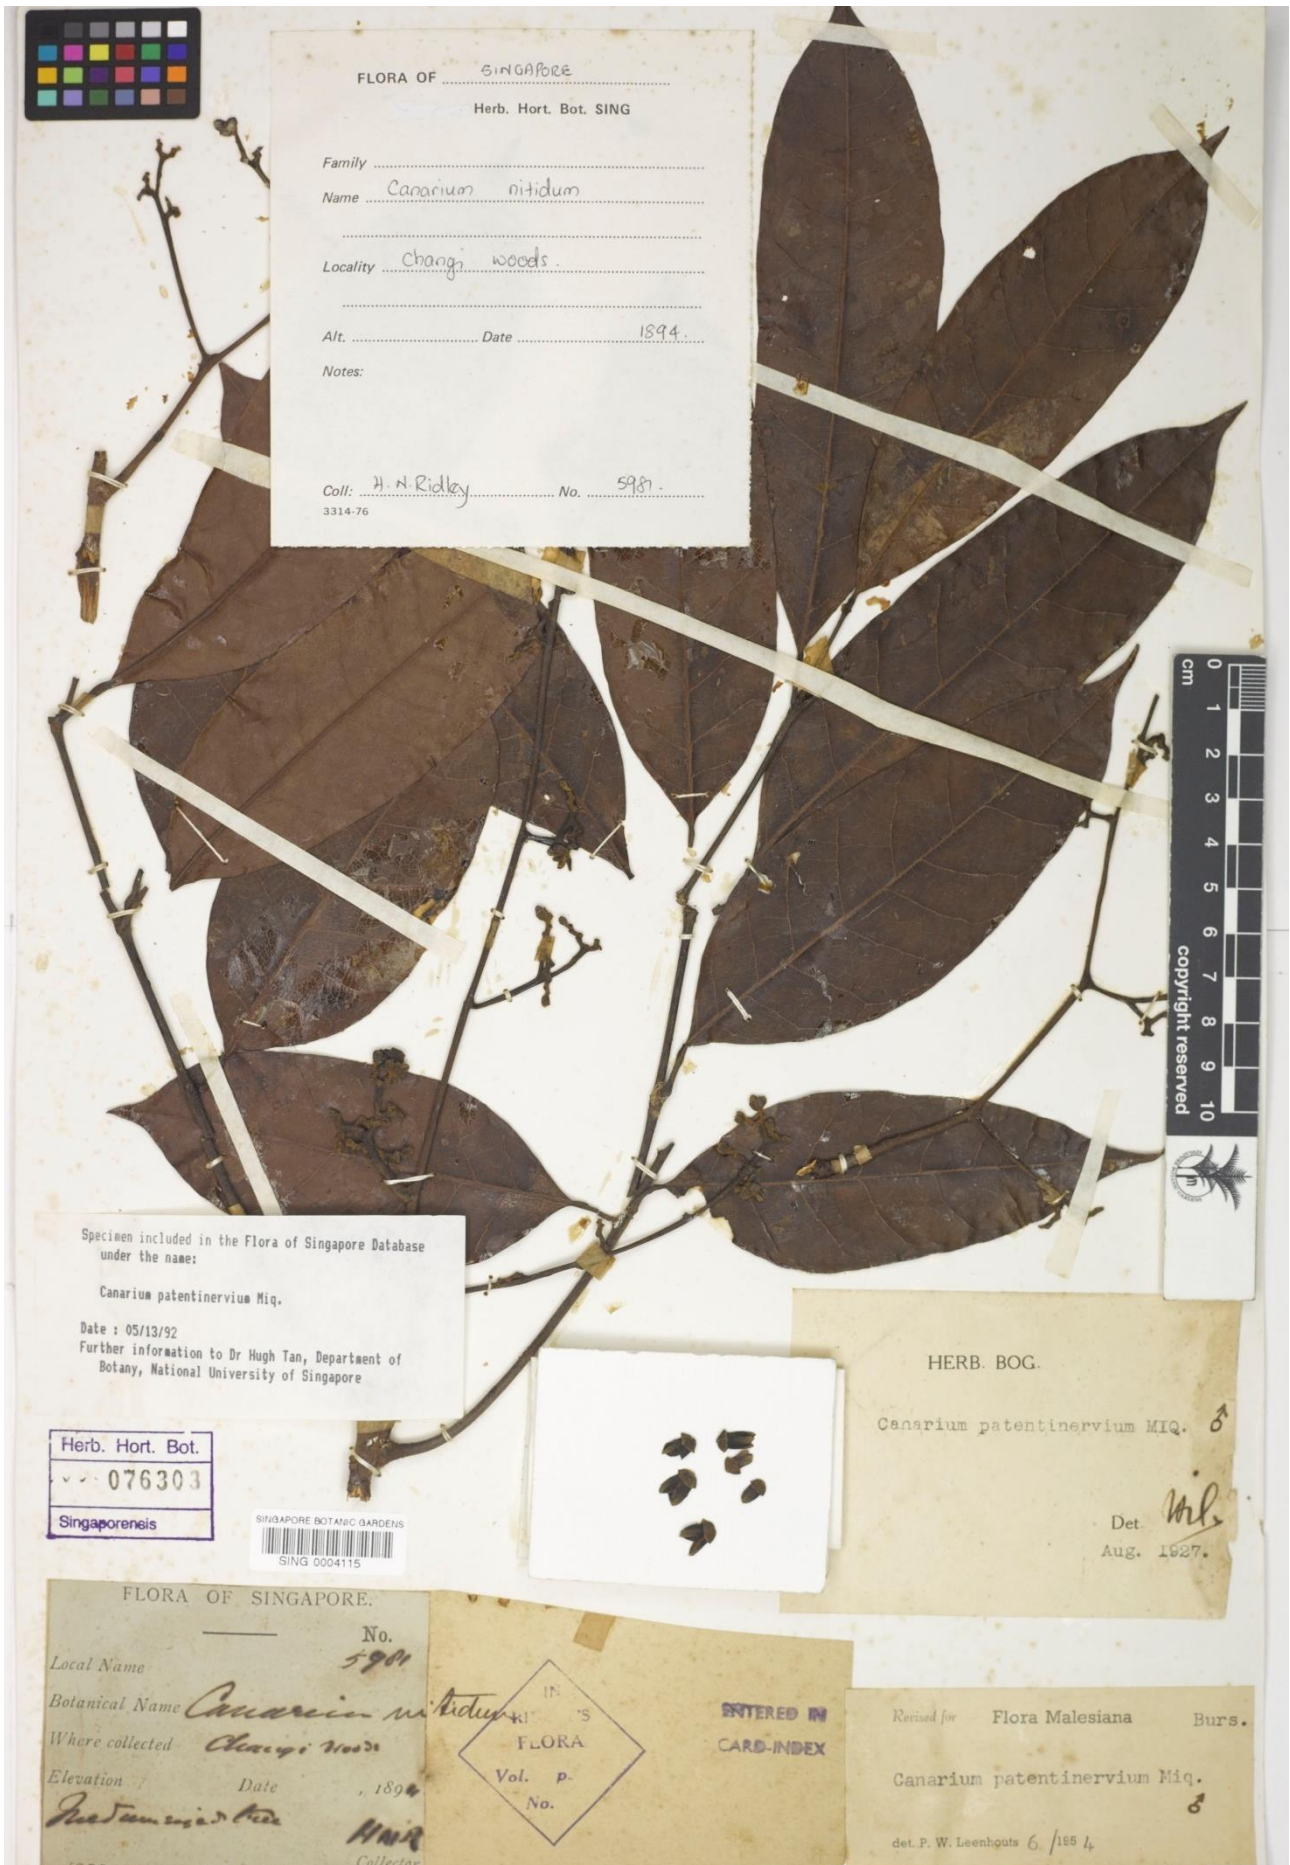 FLORA OF SINGAPORE
Herb. Hort. Bot. SING
Family
Name Canarium nitidum
Locality Changi woods.
Alt. Date 1894.
Notes:
Coll: H.N.Ridley No. 5981.
3314-76
cm
0
1
2
3
4
5
6
7
8
9
10
copyright reserved
Specimen included in the Flora of Singapore Database
under the name:
Canarium patentinervium Miq.
Date : 05/13/92
Further information to Dr Hugh Tan, Department of
Botany, National University of Singapore
Herb. Hort. Bot.
076303
Singaporensis
SINGAPORE BOTANIC GARDENS
SING 0004115
HERB. BOG.
Canarium patentinervium MIQ. ♂
Det
Aug. 1927.
FLORA OF SINGAPORE.
No.
Local Name 5981
Botanical Name Canarium nitidum
Where collected Changi woods
Elevation Date , 1894
Medium sized tree
HNR
Collector
IN
FLORA
Vol. p.
No.
ENTERED IN
CARD-INDEX
Revised for Flora Malesiana Burs.
Canarium patentinervium Miq.
♂
det. P. W. Leenhouts 6/1954